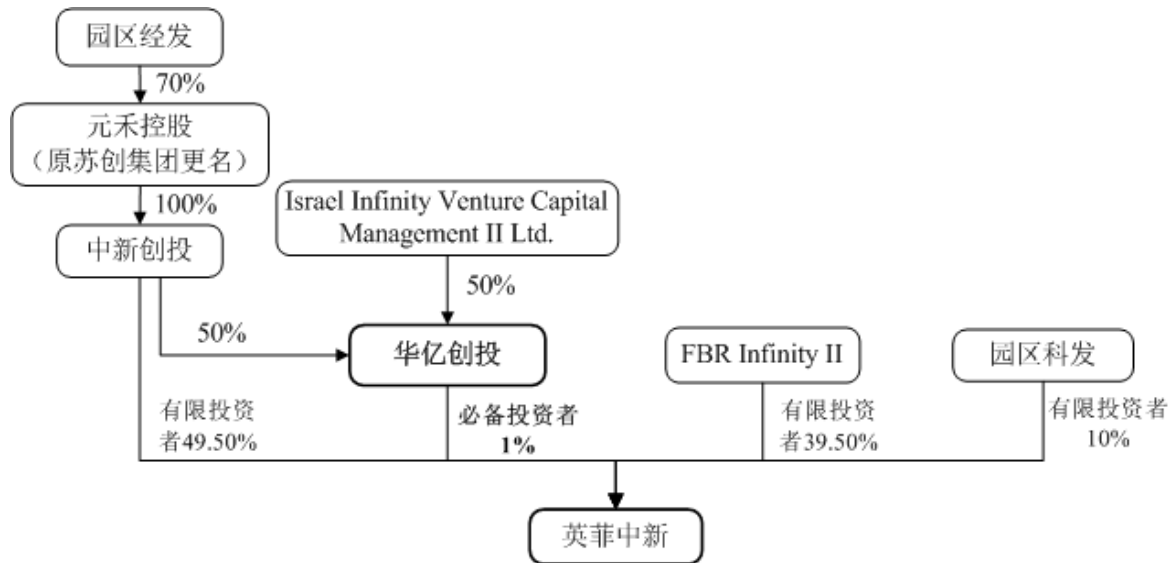 园区经发
70%
元禾控股
（原苏创集团更名）
100%
Israel Infinity Venture Capital
Management II Ltd.
中新创投
50%
50%
华亿创投
FBR Infinity II
园区科发
有限投资
者49.50%
必备投资者
1%
有限投资
者39.50%
有限投资者
10%
英菲中新